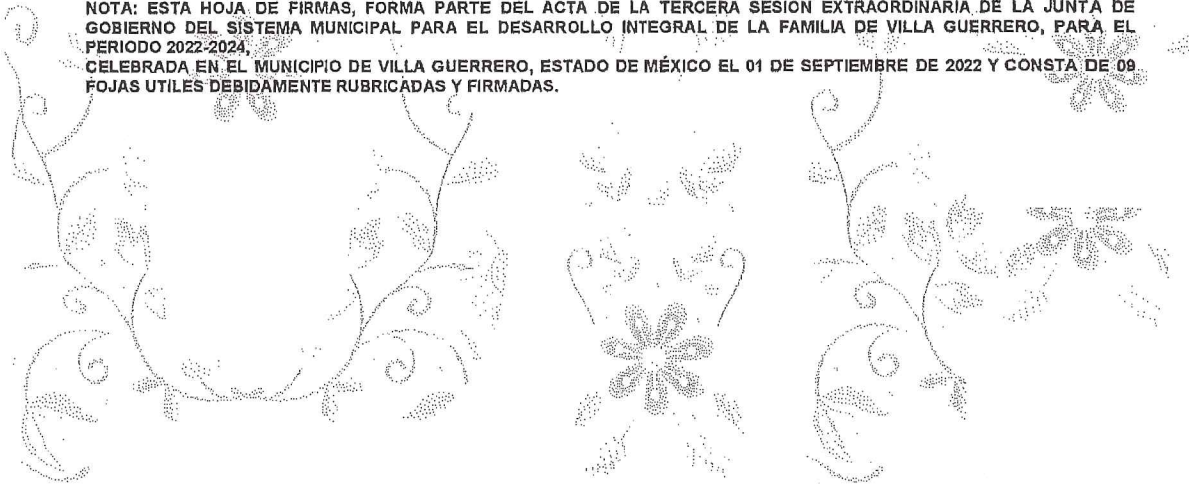 NOTA: ESTA HOJA DE FIRMAS, FORMA PARTE DEL ACTA DE LA TERCERA SESIÓN EXTRAORDINARIA DE LA JUNTA DE
GOBIERNO DEL SISTEMA MUNICIPAL PARA EL DESARROLLO INTEGRAL DE LA FAMILIA DE VILLA GUERRERO, PARA EL
PERIODO 2022-2024,
CELEBRADA EN EL MUNICIPIO DE VILLA GUERRERO, ESTADO DE MÉXICO EL 01 DE SEPTIEMBRE DE 2022 Y CONSTA DE 09
FOJAS UTILES DEBIDAMENTE RUBRICADAS Y FIRMADAS.